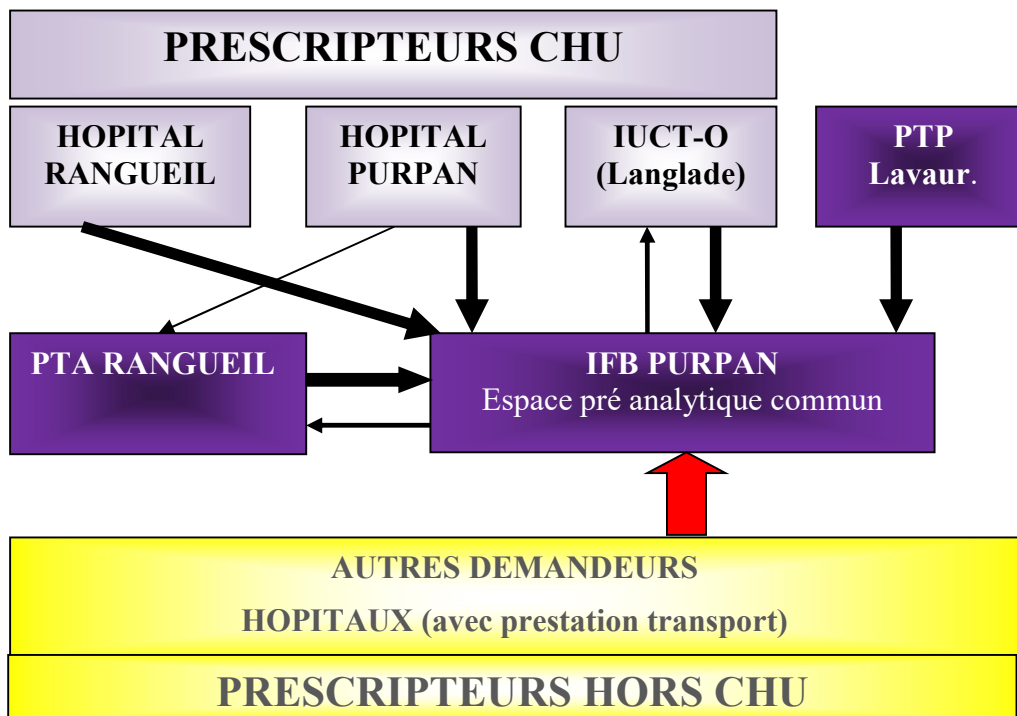 PRESCRIPTEURS CHU
HOPITAL
RANGUEIL
HOPITAL
PURPAN
IUCT-O
(Langlade)
PTP
Lavaur.
PTA RANGUEIL
IFB PURPAN
Espace pré analytique commun
AUTRES DEMANDEURS
HOPITAUX (avec prestation transport)
PRESCRIPTEURS HORS CHU